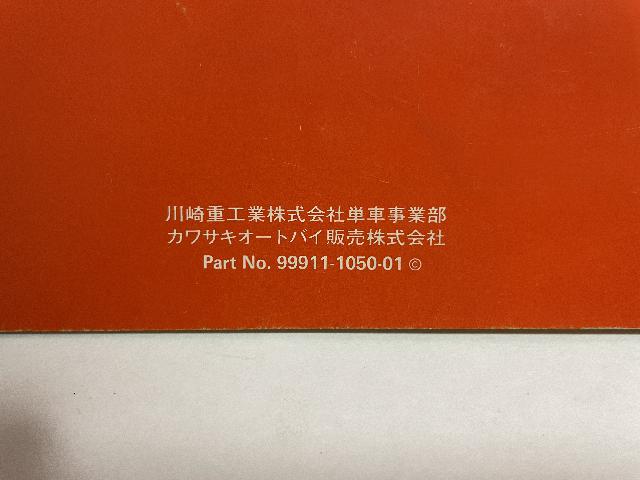 川崎重工業株式会社単車事業部
カワサキオートバイ販売株式会社
Part No. 99911-1050-01 ©